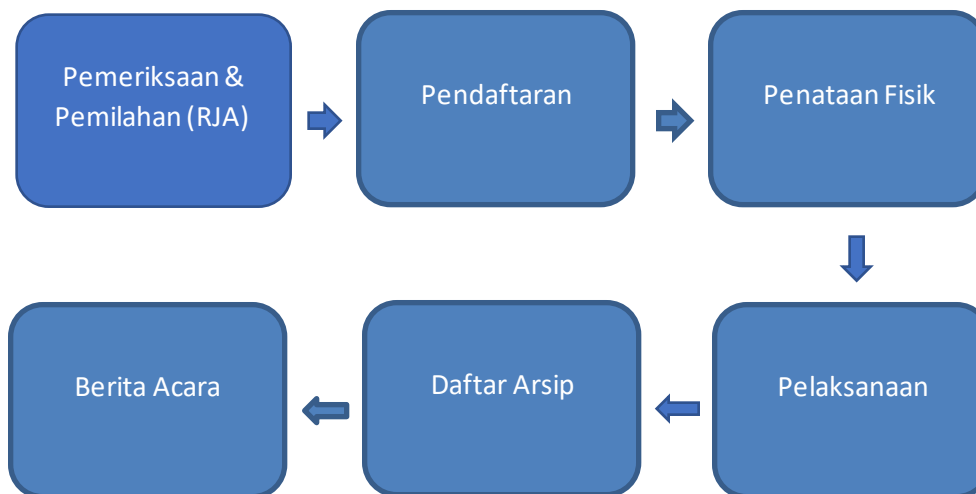 Pemeriksaan &
Pemilahan (RJA)
Pendaftaran
Penataan Fisik
Pelaksanaan
Daftar Arsip
Berita Acara